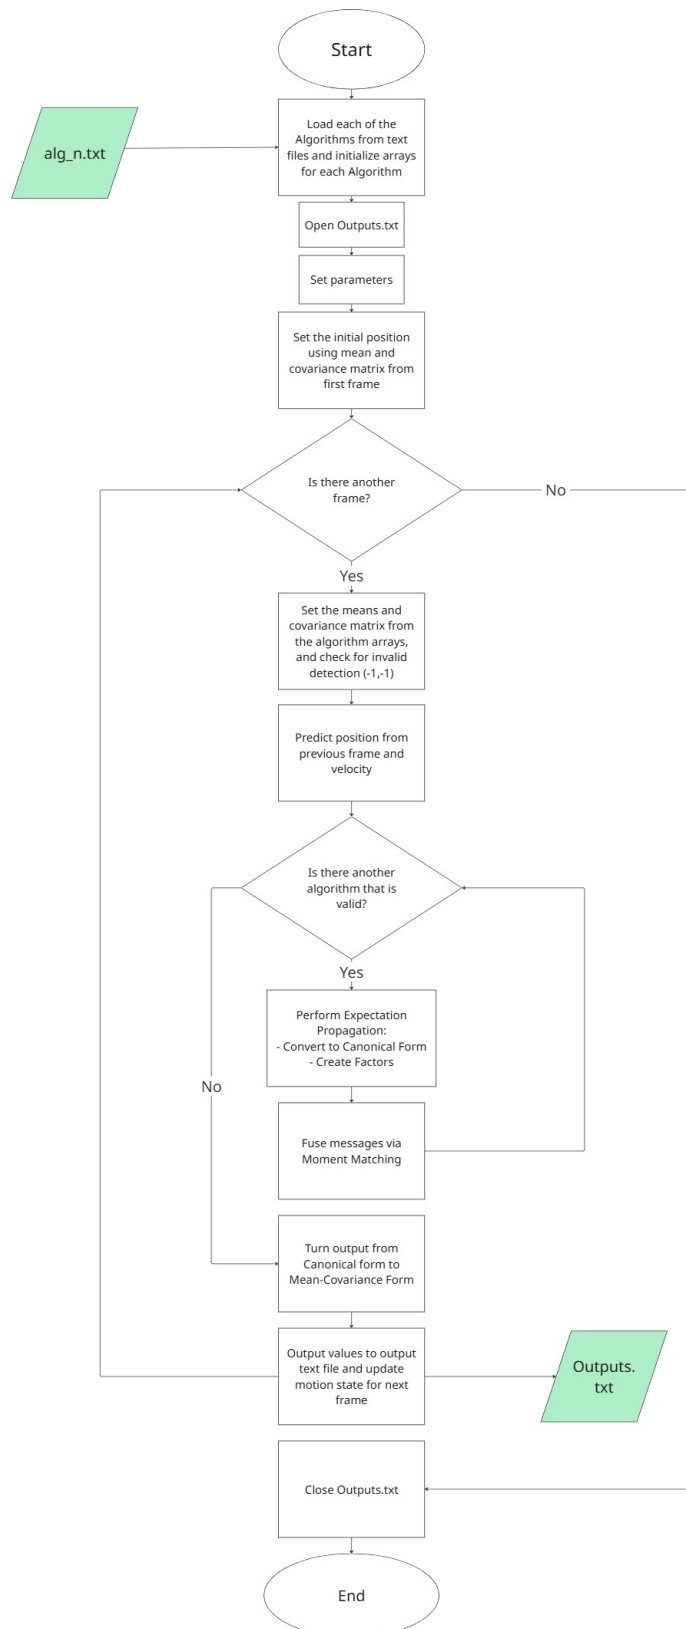 Start
Load each of the
Algorithms from text
files and initialize arrays
for each Algorithm
alg_n.txt
Open Outputs.txt
Set parameters
Set the initial position
using mean and
covariance matrix from
first frame
Is there another
frame?
No
Yes
Set the means and
covariance matrix from
the algorithm arrays,
and check for invalid
detection (-1,-1)
Predict position from
previous frame and
velocity
Is there another
algorithm that is
valid?
Yes
Perform Expectation
Propagation:
- Convert to Canonical Form
- Create Factors
No
Fuse messages via
Moment Matching
Turn output from
Canonical form to
Mean-Covariance Form
Output values to output
text file and update
motion state for next
frame
Outputs.
txt
Close Outputs.txt
End